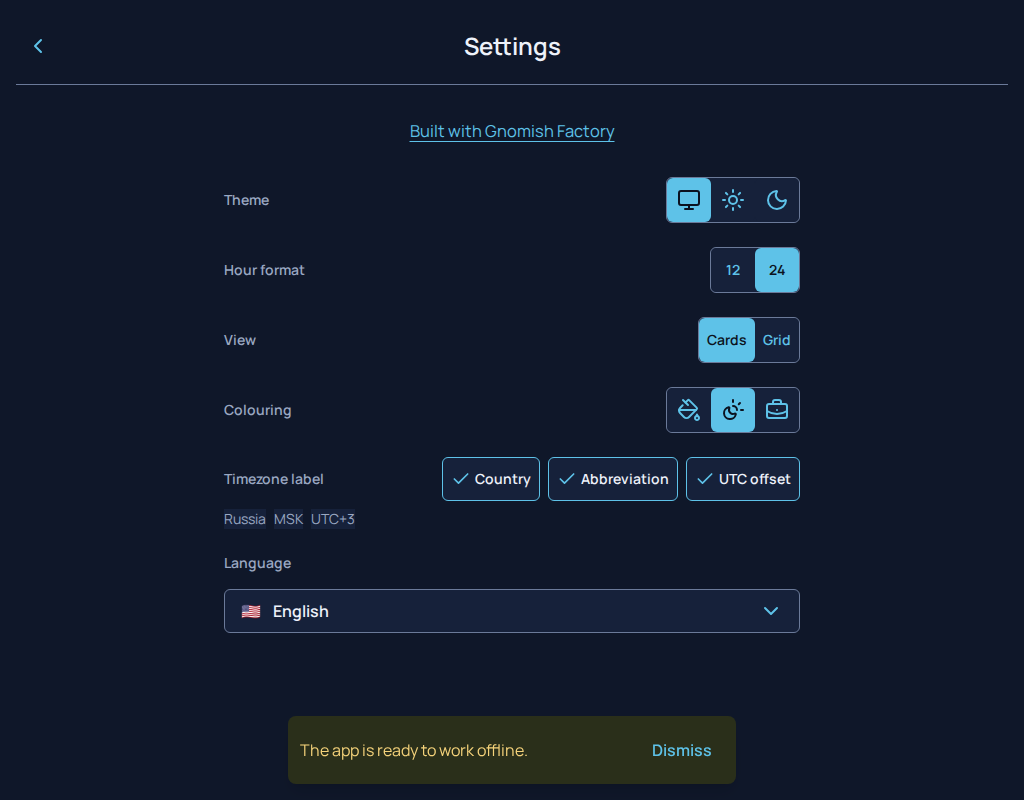 Settings
Built with Gnomish Factory
Theme
Hour format 12 24
View Cards Grid
Colouring
Timezone label Country Abbreviation UTC offset
Russia MSK UTC+3
Language
English
The app is ready to work offline. Dismiss